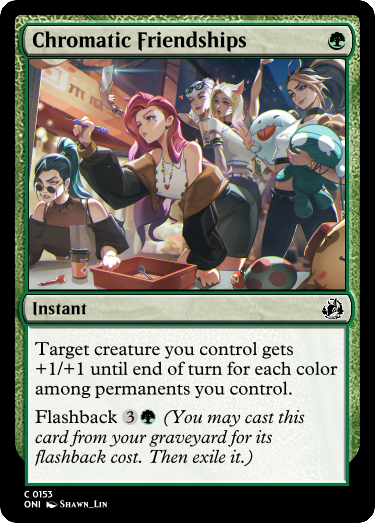 Chromatic Friendships
Instant
Target creature you control gets
+1/+1 until end of turn for each color
among permanents you control.
Flashback 3 (You may cast this
card from your graveyard for its
flashback cost. Then exile it.)
C 0153
ONI Shawn_Lin